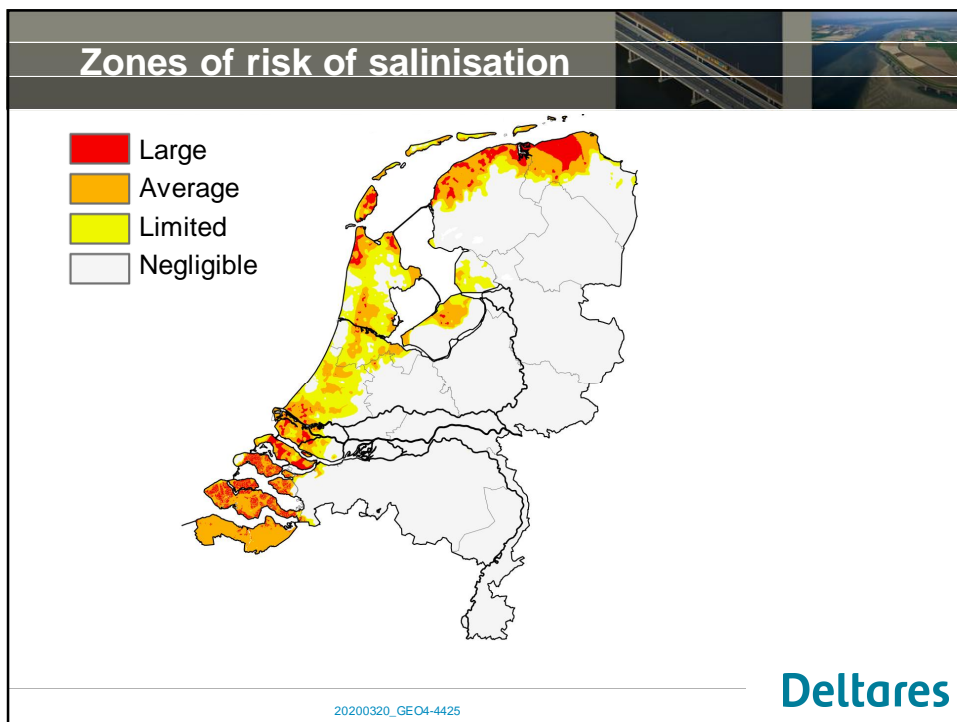 Zones of risk of salinisation
Large
Average
Limited
Negligible
20200320_GEO4-4425
Deltares